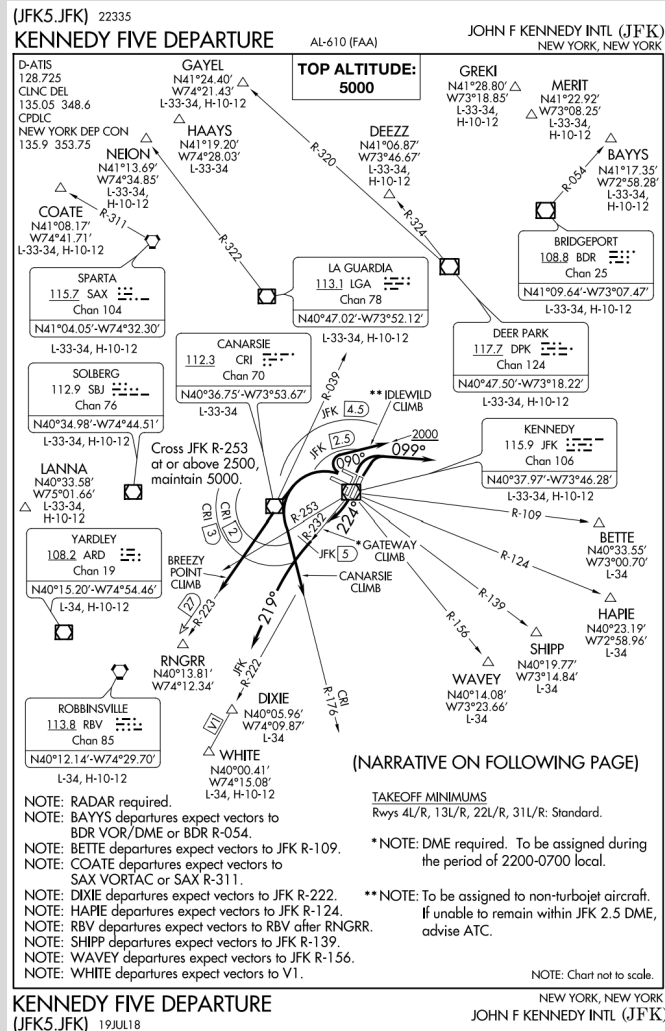 (JFK5.JFK) 22335
KENNEDY FIVE DEPARTURE
AL-610 (FAA)
JOHN F KENNEDY INTL (JFK)
NEW YORK, NEW YORK
D-ATIS
128.725
CLNC DEL
135.05 348.6
CPDLC
NEW YORK DEP CON
135.9 353.75
TOP ALTITUDE:
5000
GAYEL
N41°24.40'
W74°21.43'
L-33-34, H-10-12
HAAYS
N41°19.20'
W74°28.03'
L-33-34
NEION
N41°13.69'
W74°34.85'
L-33-34,
H-10-12
COATE
N41°08.17'
W74°41.71'
L-33-34, H-10-12
R-311
R-322
R-320
DEEZZ
N41°06.87'
W73°46.67'
L-33-34,
H-10-12
R-324
GREKI
N41°28.80'
W73°18.85'
L-33-34,
H-10-12
MERIT
N41°22.92'
W73°08.25'
L-33-34,
H-10-12
BAYYS
N41°17.35'
W72°58.28'
L-33-34,
H-10-12
R-054
BRIDGEPORT
108.8 BDR
Chan 25
N41°09.64'-W73°07.47'
L-33-34, H-10-12
SPARTA
115.7 SAX
Chan 104
N41°04.05'-W74°32.30'
L-33-34, H-10-12
LA GUARDIA
113.1 LGA
Chan 78
N40°47.02'-W73°52.12'
L-33-34, H-10-12
DEER PARK
117.7 DPK
Chan 124
N40°47.50'-W73°18.22'
L-33-34, H-10-12
CANARSIE
112.3 CRI
Chan 70
N40°36.75'-W73°53.67'
L-33-34
SOLBERG
112.9 SBJ
Chan 76
N40°34.98'-W74°44.51'
L-33-34, H-10-12
R-039
JFK 4.5
** IDLEWILD
CLIMB
JFK 2.5
2000
090°
099°
KENNEDY
115.9 JFK
Chan 106
N40°37.97'-W73°46.28'
L-33-34, H-10-12
Cross JFK R-253
at or above 2500,
maintain 5000.
LANNA
N40°33.58'
W75°01.66'
L-33-34,
H-10-12
CRI 3
CRI 2
R-253
R-232
224°
JFK 5
*GATEWAY
CLIMB
CANARSIE
CLIMB
BREEZY
POINT
CLIMB
YARDLEY
108.2 ARD
Chan 19
N40°15.20'-W74°54.46'
L-34, H-10-12
27
R-223
219°
RNGRR
N40°13.81'
W74°12.34'
JFK
R-222
CRI
R-176
R-109
BETTE
N40°33.55'
W73°00.70'
L-34
R-124
HAPIE
N40°23.19'
W72°58.96'
L-34
R-139
SHIPP
N40°19.77'
W73°14.84'
L-34
R-156
WAVEY
N40°14.08'
W73°23.66'
L-34
ROBBINSVILLE
113.8 RBV
Chan 85
N40°12.14'-W74°29.70'
L-34, H-10-12
DIXIE
N40°05.96'
W74°09.87'
L-34
V1
WHITE
N40°00.41'
W74°15.08'
L-34, H-10-12
(NARRATIVE ON FOLLOWING PAGE)
NOTE: RADAR required.
NOTE: BAYYS departures expect vectors to
BDR VOR/DME or BDR R-054.
NOTE: BETTE departures expect vectors to JFK R-109.
NOTE: COATE departures expect vectors to
SAX VORTAC or SAX R-311.
NOTE: DIXIE departures expect vectors to JFK R-222.
NOTE: HAPIE departures expect vectors to JFK R-124.
NOTE: RBV departures expect vectors to RBV after RNGRR.
NOTE: SHIPP departures expect vectors to JFK R-139.
NOTE: WAVEY departures expect vectors to JFK R-156.
NOTE: WHITE departures expect vectors to V1.
TAKEOFF MINIMUMS
Rwys 4L/R, 13L/R, 22L/R, 31L/R: Standard.
*NOTE: DME required. To be assigned during
the period of 2200-0700 local.
**NOTE: To be assigned to non-turbojet aircraft.
If unable to remain within JFK 2.5 DME,
advise ATC.
NOTE: Chart not to scale.
KENNEDY FIVE DEPARTURE
(JFK5.JFK) 19JUL18
NEW YORK, NEW YORK
JOHN F KENNEDY INTL (JFK)